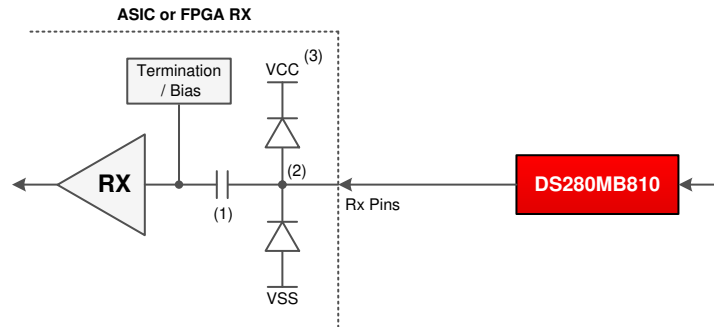 ASIC or FPGA RX
Termination
/ Bias
VCC
(3)
RX
(1)
(2)
Rx Pins
DS280MB810
VSS